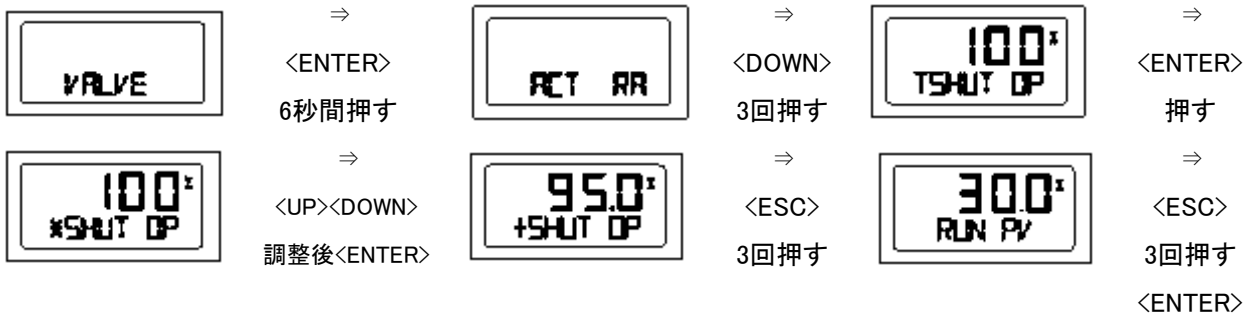 VALVE
⇒
<ENTER>
6秒間押す
ACT RA
⇒
<DOWN>
3回押す
100%
TSHUT OP
⇒
<ENTER>
押す
100%
*SHUT OP
⇒
<UP><DOWN>
調整後<ENTER>
95.0%
+SHUT OP
⇒
<ESC>
3回押す
30.0%
RUN PV
⇒
<ESC>
3回押す
<ENTER>